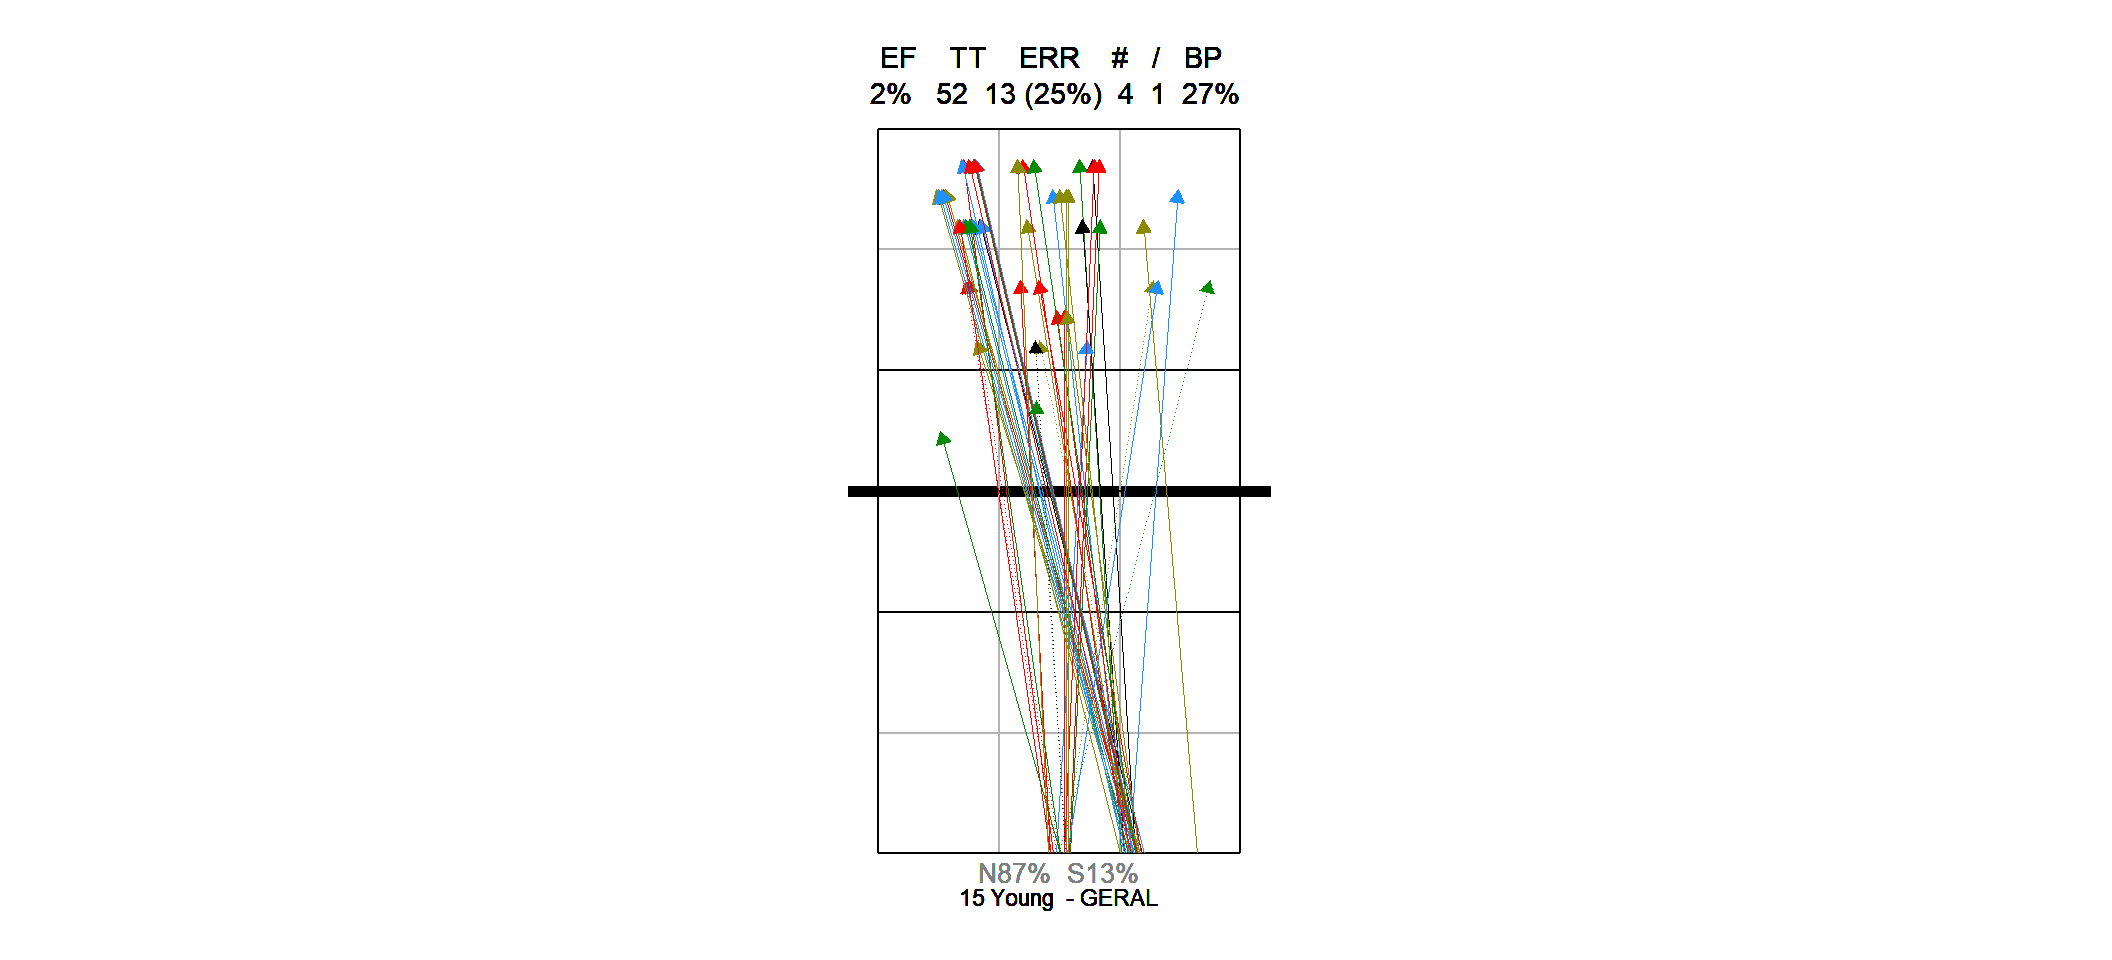 EF TT ERR # / BP
2% 52 13 (25%) 4 1 27%
N87% S13%
15 Young - GERAL